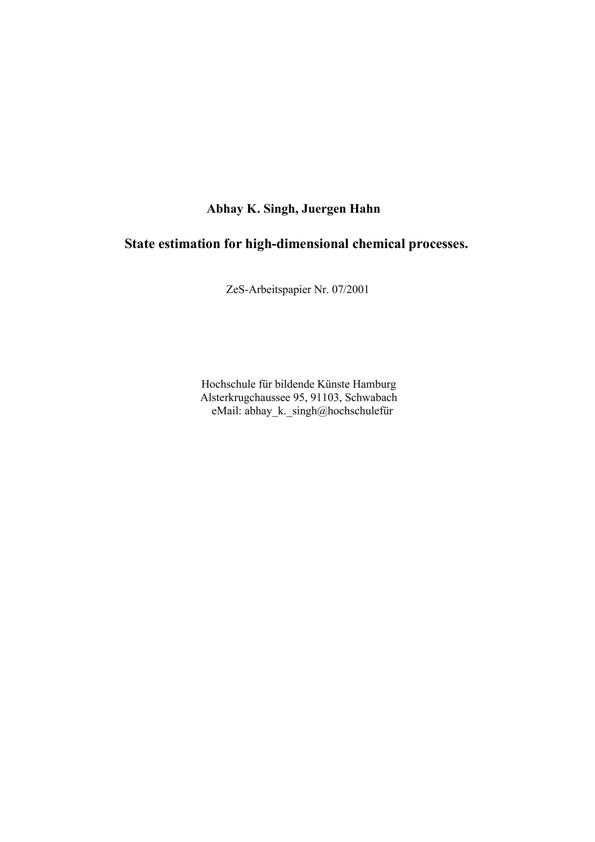 Abhay K. Singh, Juergen Hahn
State estimation for high-dimensional chemical processes.
ZeS-Arbeitspapier Nr. 07/2001
Hochschule für bildende Künste Hamburg
Alsterkrugchaussee 95, 91103, Schwabach
eMail: abhay_k._singh@hochschulefür